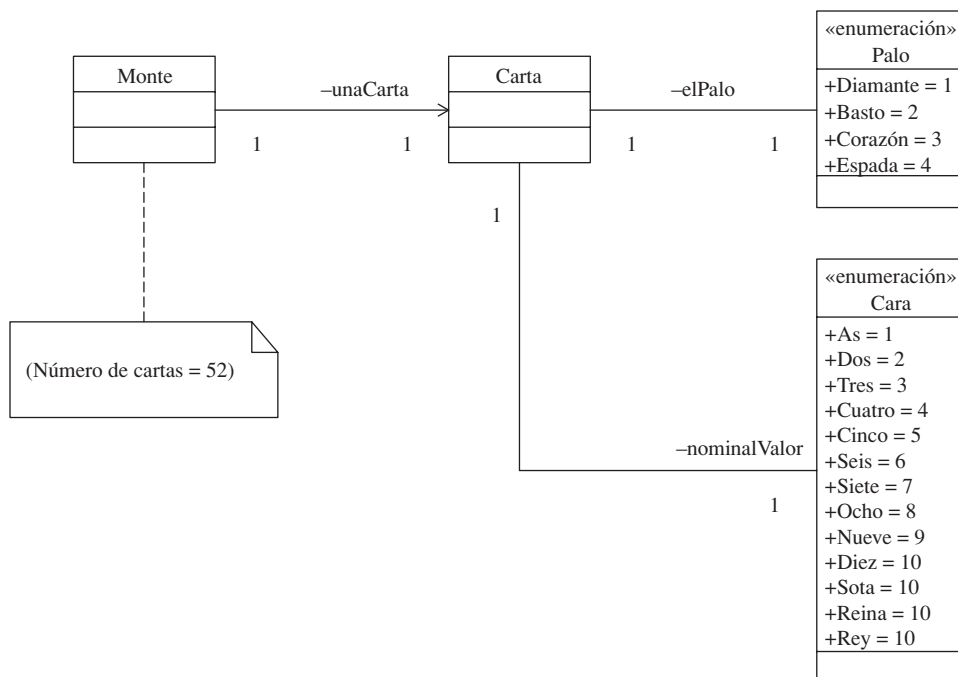 «enumeración»
Palo
+Diamante = 1
+Basto = 2
+Corazón = 3
+Espada = 4
Monte
–unaCarta
Carta
–elPalo
1
1
1
1
1
(Número de cartas = 52)
«enumeración»
Cara
+As = 1
+Dos = 2
+Tres = 3
+Cuatro = 4
+Cinco = 5
+Seis = 6
+Siete = 7
+Ocho = 8
+Nueve = 9
+Diez = 10
+Sota = 10
+Reina = 10
+Rey = 10
–nominalValor
1